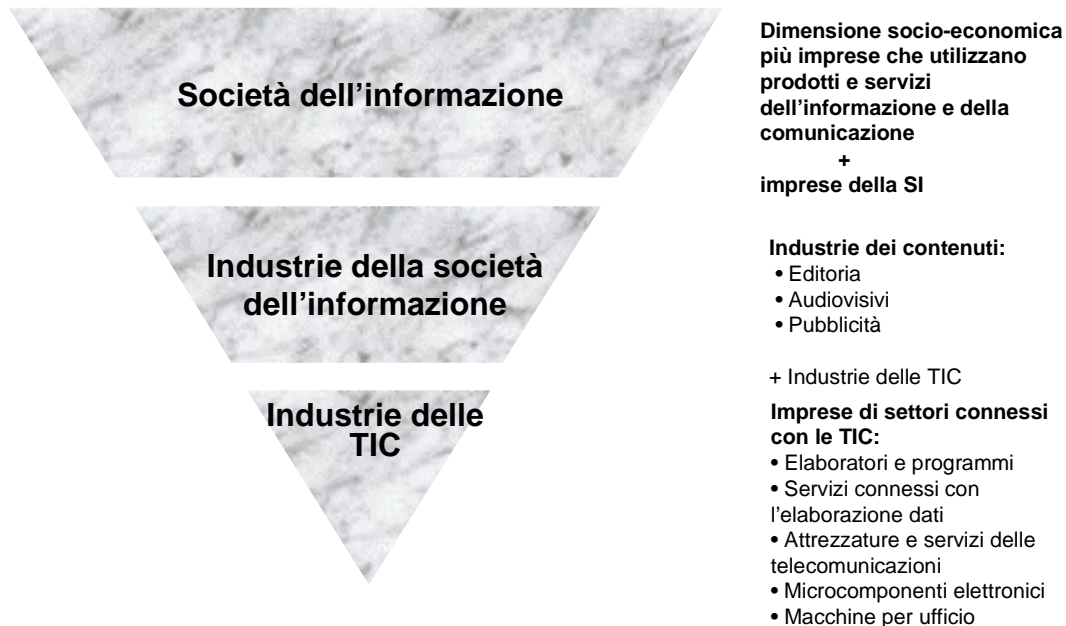 Società dell'informazione
Dimensione socio-economica
più imprese che utilizzano
prodotti e servizi
dell'informazione e della
comunicazione
+
imprese della SI
Industrie della società
dell'informazione
Industrie dei contenuti:
• Editoria
• Audiovisivi
• Pubblicità
+ Industrie delle TIC
Industrie delle
TIC
Imprese di settori connessi
con le TIC:
• Elaboratori e programmi
• Servizi connessi con
l'elaborazione dati
• Attrezzature e servizi delle
telecomunicazioni
• Microcomponenti elettronici
• Macchine per ufficio